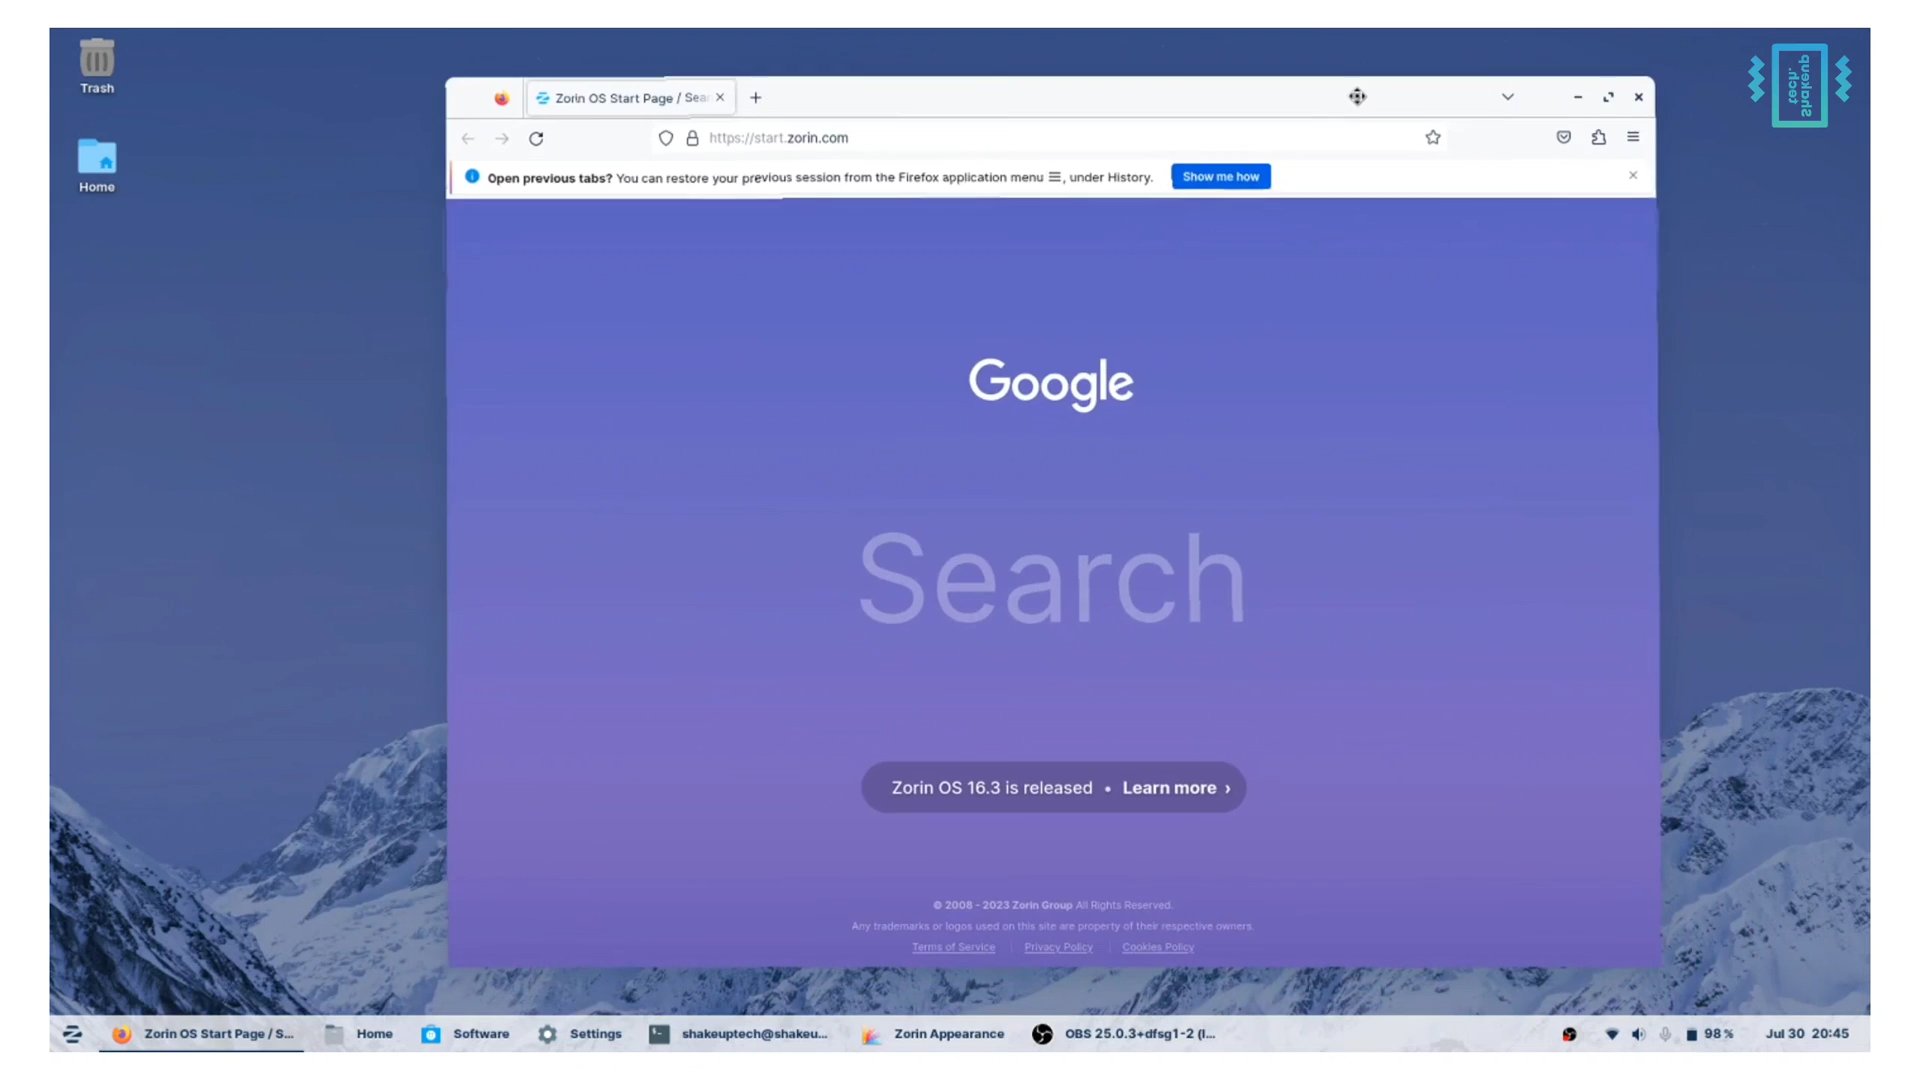 Trash
Home
tech.
shakeup
Zorin OS Start Page / Sear
https://start.zorin.com
Open previous tabs? You can restore your previous session from the Firefox application menu ☰, under History.
Show me how
Google
Search
Zorin OS 16.3 is released • Learn more ›
© 2008 - 2023 Zorin Group All Rights Reserved.
Any trademarks or logos used on this site are property of their respective owners.
Terms of Service Privacy Policy Cookies Policy
Zorin OS Start Page / S... Home Software Settings shakeuptech@shakeu... Zorin Appearance OBS 25.0.3+dfsg1-2 (l... 98 % Jul 30 20:45